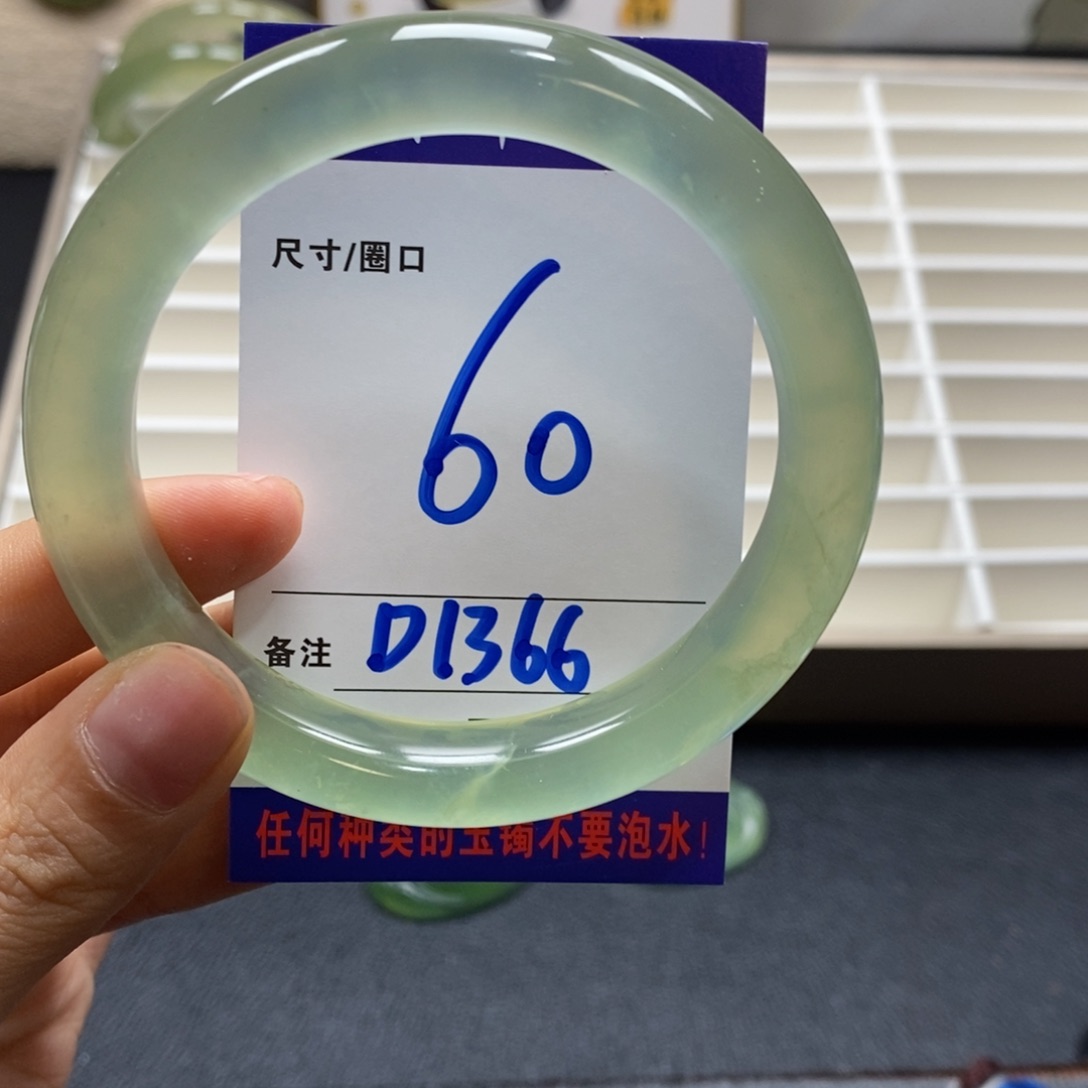 尺寸/圈口
60
备注 D1366
任何种类的玉镯不要泡水!